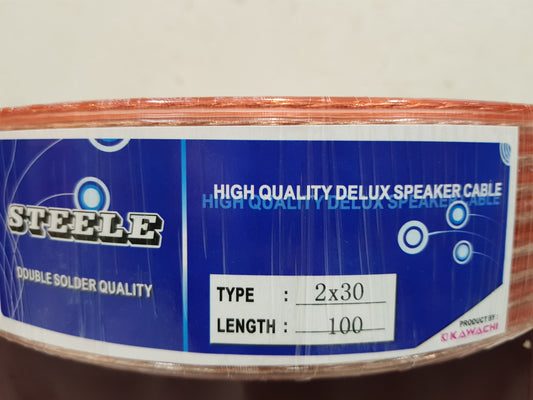 STEELE
DOUBLE SOLDER QUALITY
HIGH QUALITY DELUX SPEAKER CABLE
HIGH QUALITY DELUX SPEAKER CABLE
TYPE : 2x30
LENGTH : 100
PRODUCT BY :
KAWACHI